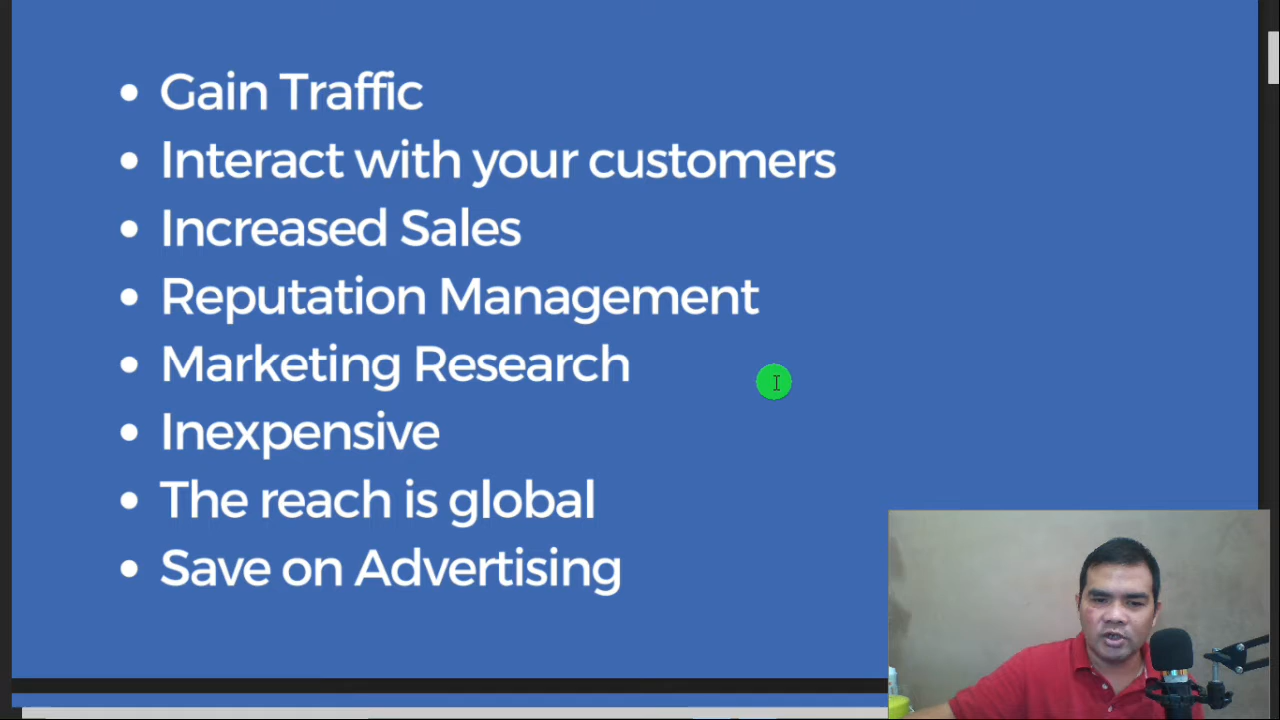 Gain Traffic
Interact with your customers
Increased Sales
Reputation Management
Marketing Research
Inexpensive
The reach is global
Save on Advertising